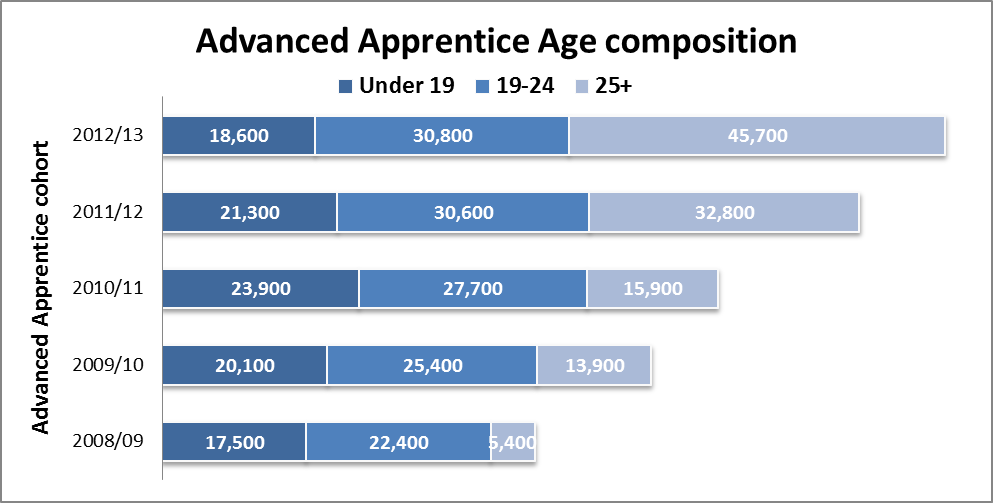 Advanced Apprentice Age composition
Under 19 19-24 25+
Advanced Apprentice cohort
2012/13 18,600 30,800 45,700
2011/12 21,300 30,600 32,800
2010/11 23,900 27,700 15,900
2009/10 20,100 25,400 13,900
2008/09 17,500 22,400 5,400